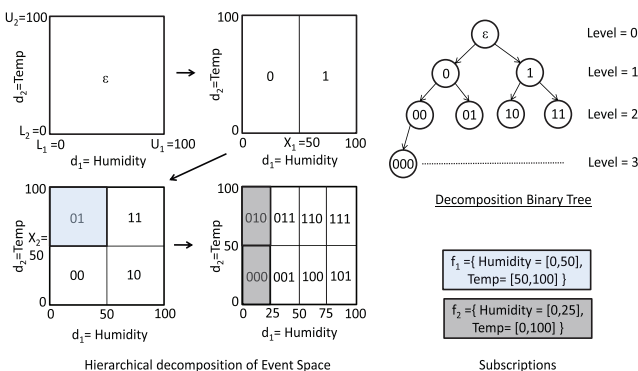 U2=100
d2=Temp
ε
L2=0
L1=0
U1=100
d1= Humidity
100
d2=Temp
0
1
0
X1=50
100
d1= Humidity
100
d2=Temp
X2=
50
01
11
00
10
0
0
50
100
d1= Humidity
100
d2=Temp
50
010
011
110
111
000
001
100
101
0
0
25
50
75
100
d1= Humidity
Hierarchical decomposition of Event Space
ε
Level = 0
0
1
Level = 1
00
01
10
11
Level = 2
000
Level = 3
Decomposition Binary Tree
f1 ={ Humidity = [0,50],
Temp= [50,100] }
f2 ={ Humidity = [0,25],
Temp= [0,100] }
Subscriptions